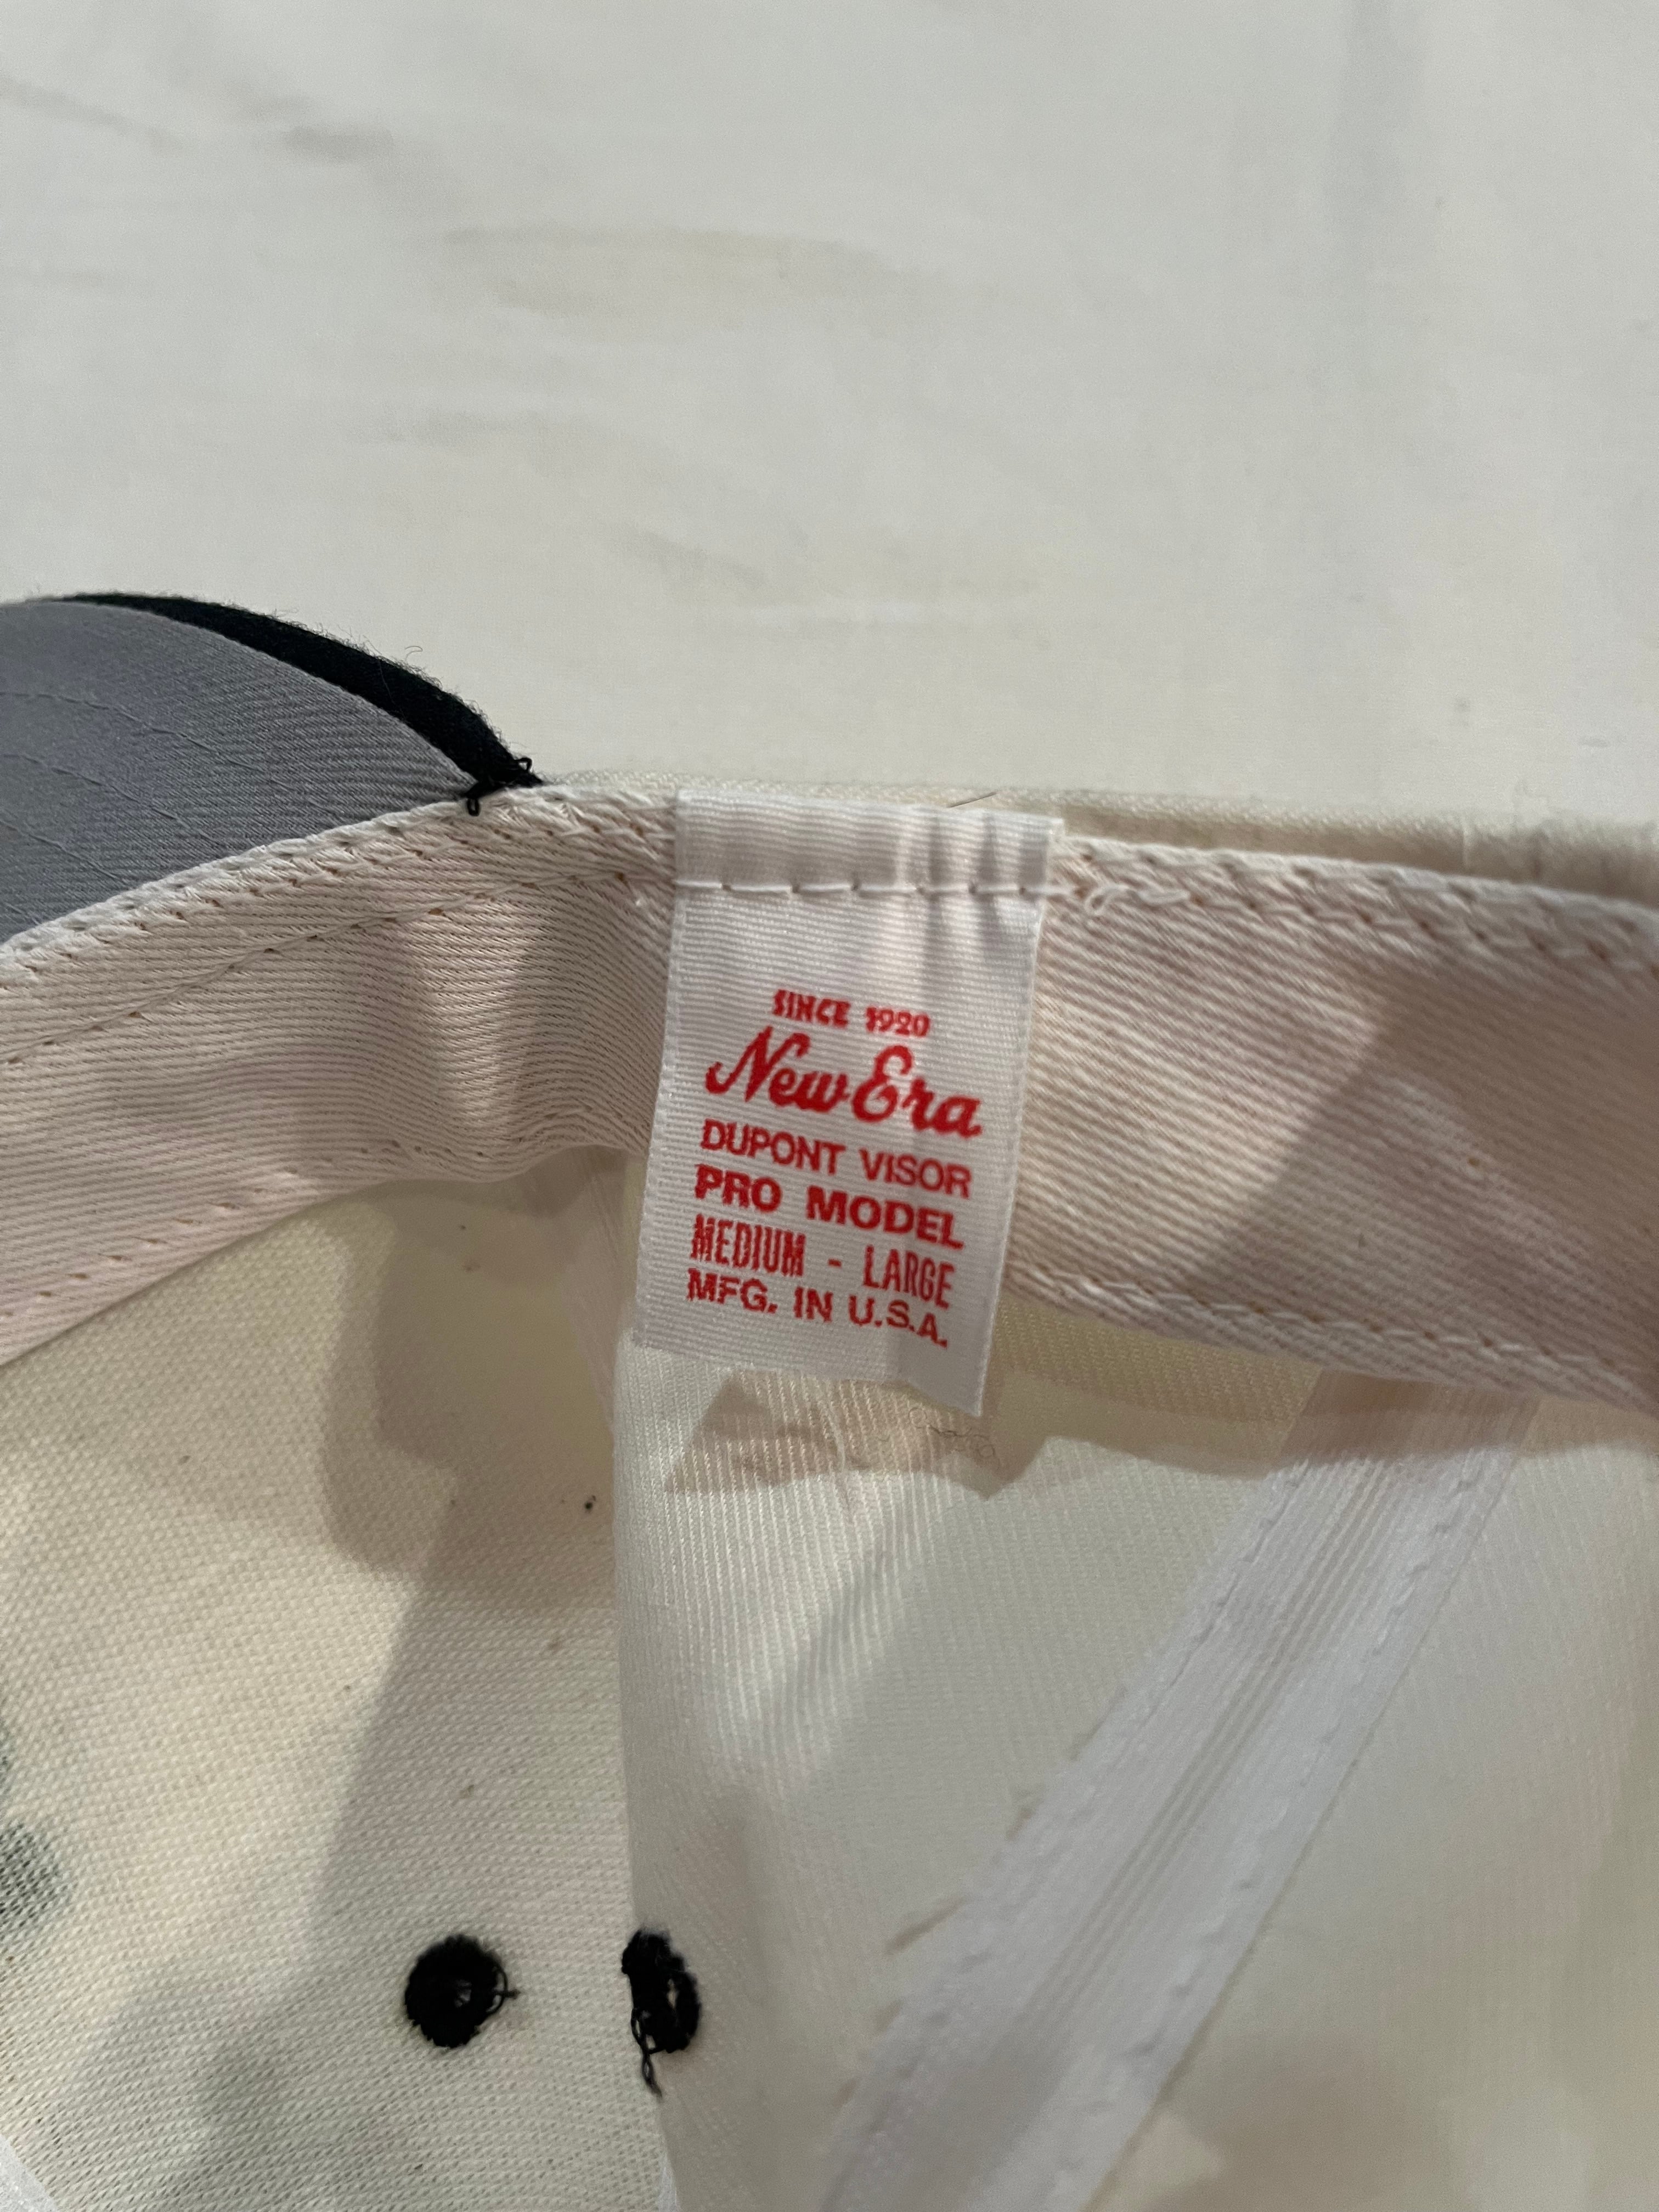 SINCE 1920
New Era
DUPONT VISOR
PRO MODEL
MEDIUM - LARGE
MFG. IN U.S.A.